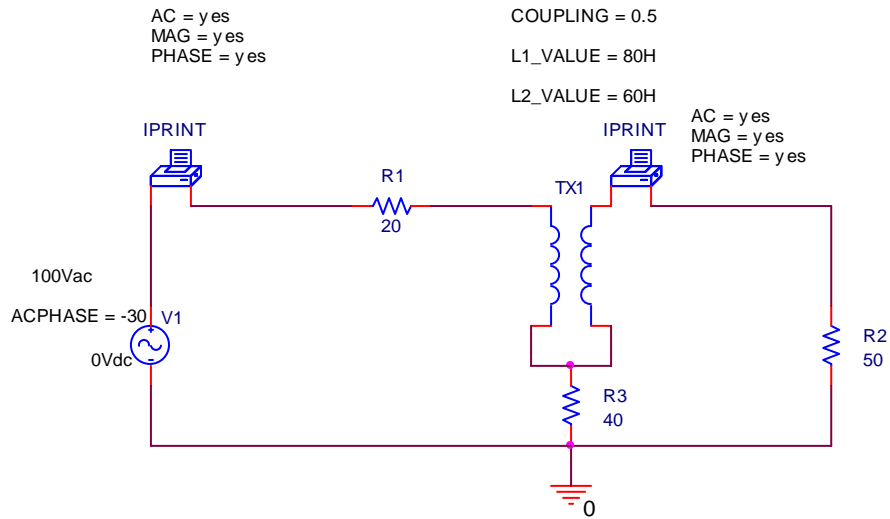 AC = yes
MAG = yes
PHASE = yes
COUPLING = 0.5
L1_VALUE = 80H
L2_VALUE = 60H
AC = yes
MAG = yes
PHASE = yes
IPRINT
IPRINT
R1
20
TX1
100Vac
ACPHASE = -30
V1
0Vdc
R2
50
R3
40
0